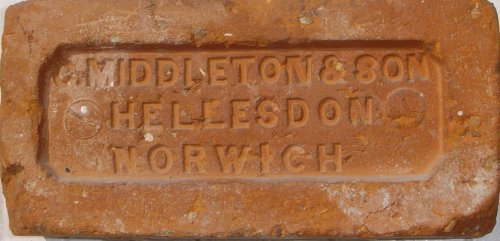 G. MIDDLETON & SON
HELLESDON
NORWICH